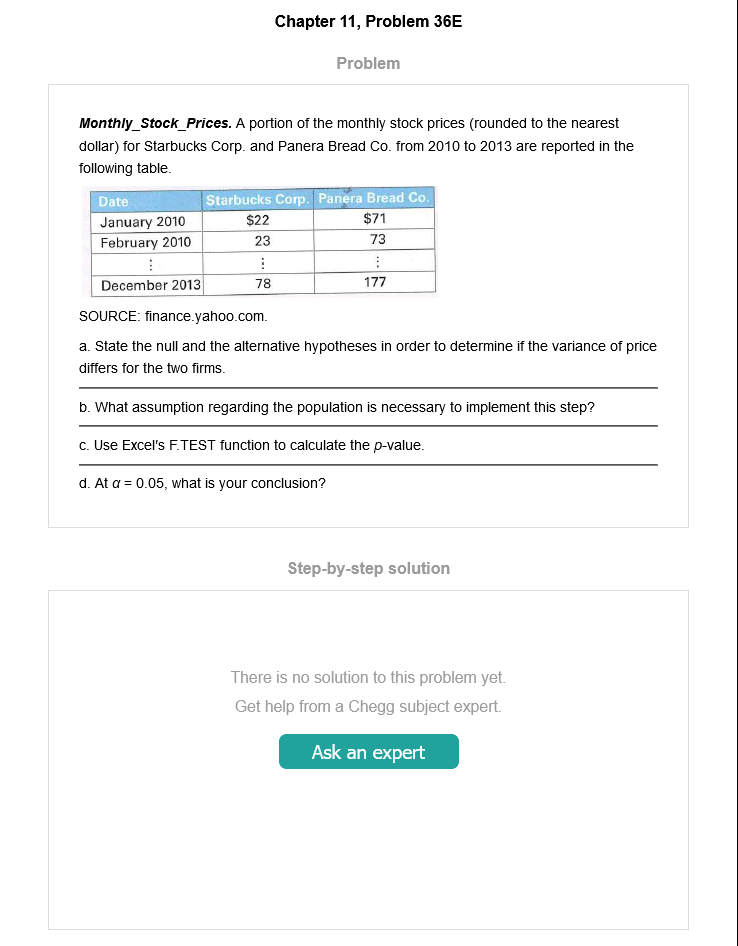 Chapter 11, Problem 36E
Problem
Monthly_Stock_Prices. A portion of the monthly stock prices (rounded to the nearest
dollar) for Starbucks Corp. and Panera Bread Co. from 2010 to 2013 are reported in the
following table.
Date Starbucks Corp. Panera Bread Co.
January 2010 $22 $71
February 2010 23 73
⋮ ⋮ ⋮
December 2013 78 177
SOURCE: finance.yahoo.com.
a. State the null and the alternative hypotheses in order to determine if the variance of price
differs for the two firms.
b. What assumption regarding the population is necessary to implement this step?
c. Use Excel's F.TEST function to calculate the p-value.
d. At α = 0.05, what is your conclusion?
Step-by-step solution
There is no solution to this problem yet.
Get help from a Chegg subject expert.
Ask an expert